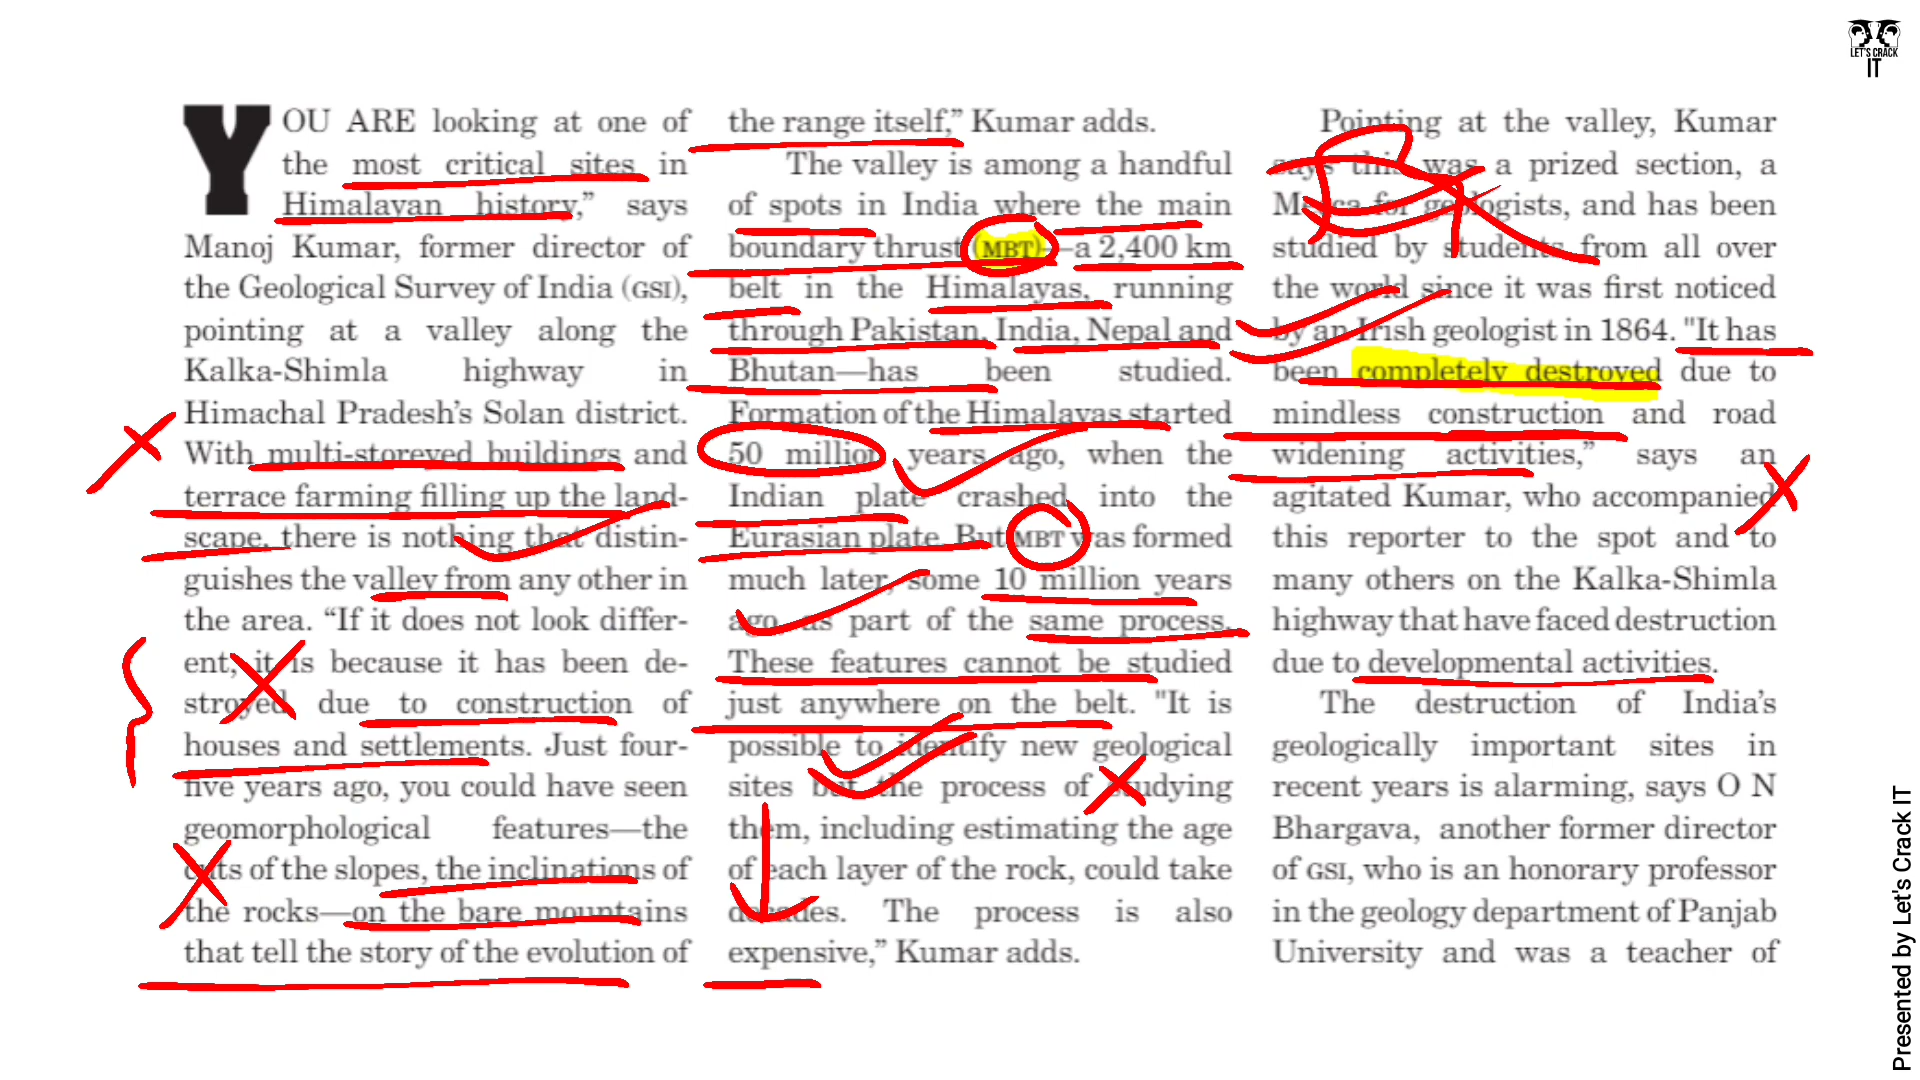 LET'S CRACK
IT
YOU ARE looking at one of
the most critical sites in
Himalayan history,” says
Manoj Kumar, former director of
the Geological Survey of India (GSI),
pointing at a valley along the
Kalka-Shimla highway in
Himachal Pradesh’s Solan district.
With multi-storeyed buildings and
terrace farming filling up the land-
scape, there is nothing that distin-
guishes the valley from any other in
the area. “If it does not look differ-
ent, it is because it has been de-
stroyed due to construction of
houses and settlements. Just four-
five years ago, you could have seen
geomorphological features—the
cuts of the slopes, the inclinations of
the rocks—on the bare mountains
that tell the story of the evolution of
the range itself,” Kumar adds.
The valley is among a handful
of spots in India where the main
boundary thrust (MBT)—a 2,400 km
belt in the Himalayas, running
through Pakistan, India, Nepal and
Bhutan—has been studied.
Formation of the Himalayas started
50 million years ago, when the
Indian plate crashed into the
Eurasian plate. But MBT was formed
much later, some 10 million years
ago, as part of the same process.
These features cannot be studied
just anywhere on the belt. "It is
possible to identify new geological
sites but the process of studying
them, including estimating the age
of each layer of the rock, could take
decades. The process is also
expensive,” Kumar adds.
Pointing at the valley, Kumar
says this was a prized section, a
Mecca for geologists, and has been
studied by students from all over
the world since it was first noticed
by an Irish geologist in 1864. "It has
been completely destroyed due to
mindless construction and road
widening activities,” says an
agitated Kumar, who accompanied
this reporter to the spot and to
many others on the Kalka-Shimla
highway that have faced destruction
due to developmental activities.
The destruction of India’s
geologically important sites in
recent years is alarming, says O N
Bhargava, another former director
of GSI, who is an honorary professor
in the geology department of Panjab
University and was a teacher of
Presented by Let's Crack IT